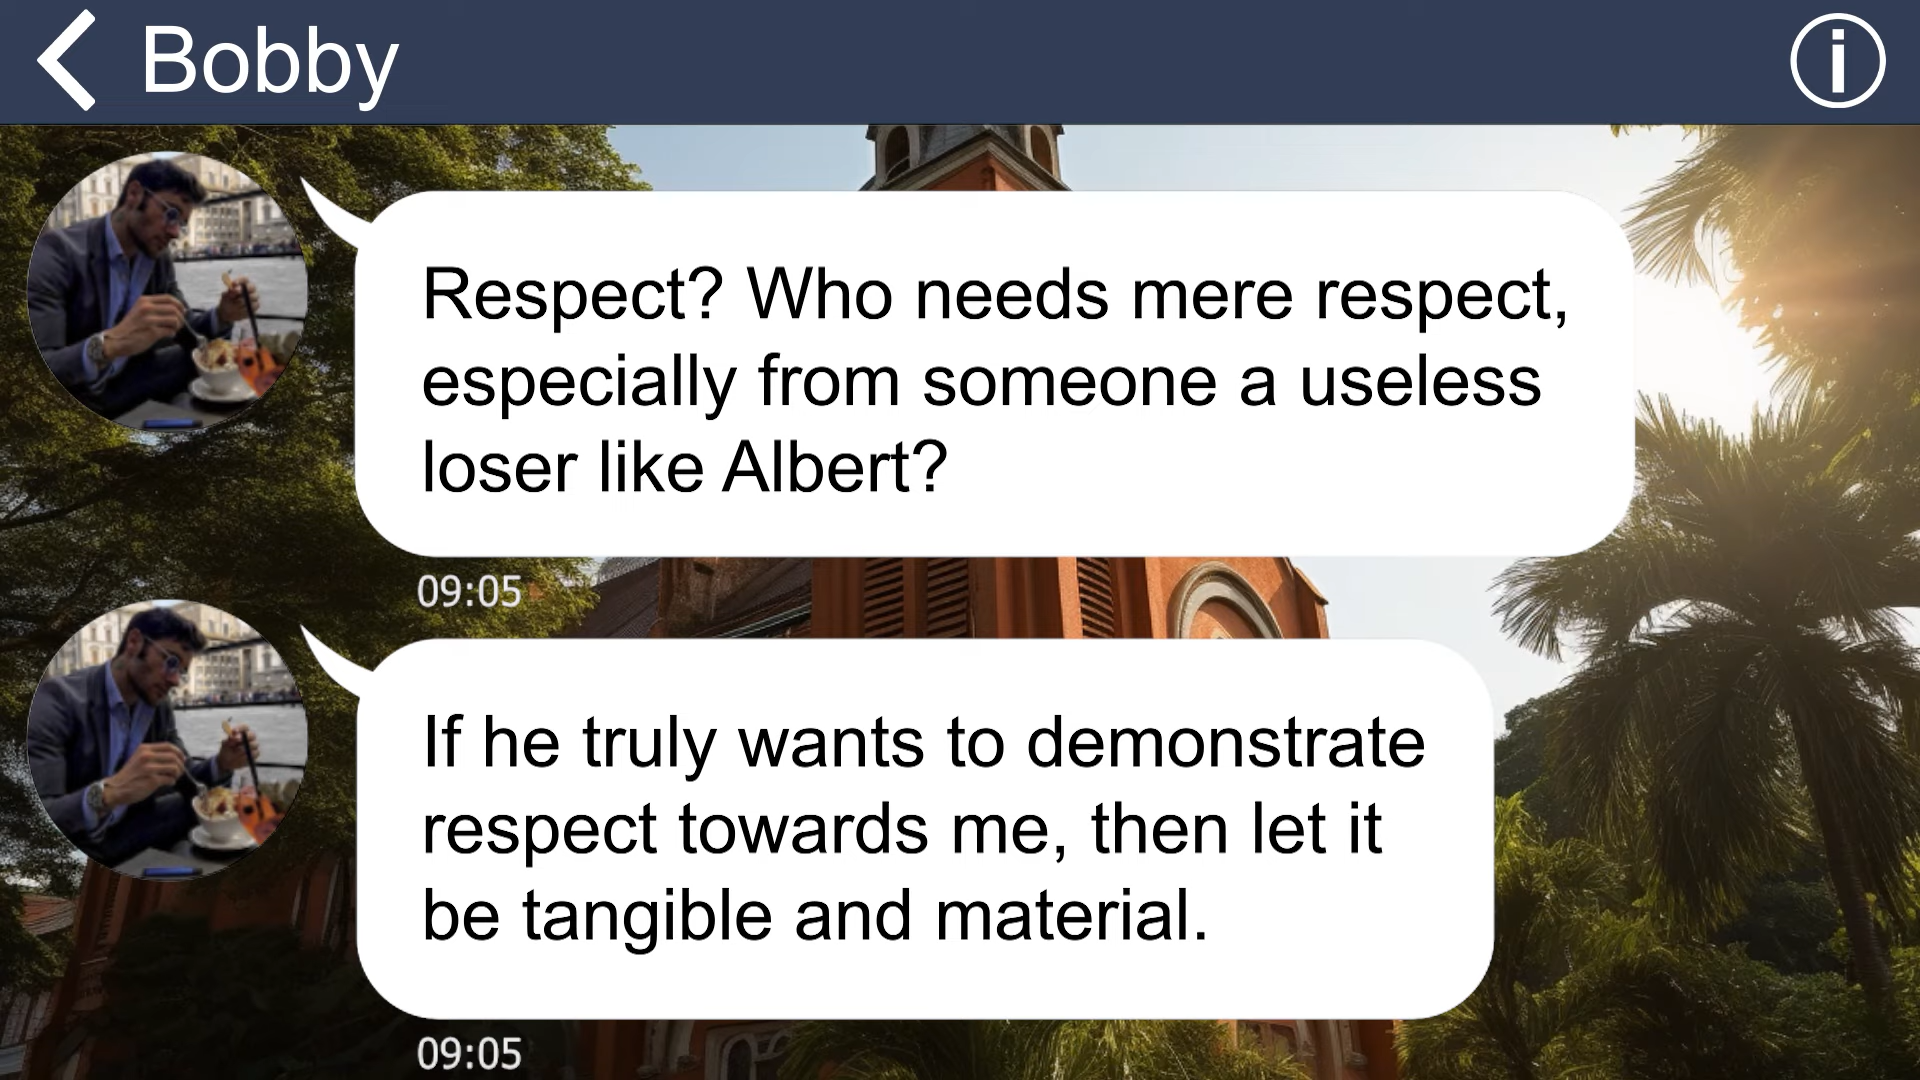 Bobby
Respect? Who needs mere respect,
especially from someone a useless
loser like Albert?
09:05
If he truly wants to demonstrate
respect towards me, then let it
be tangible and material.
09:05